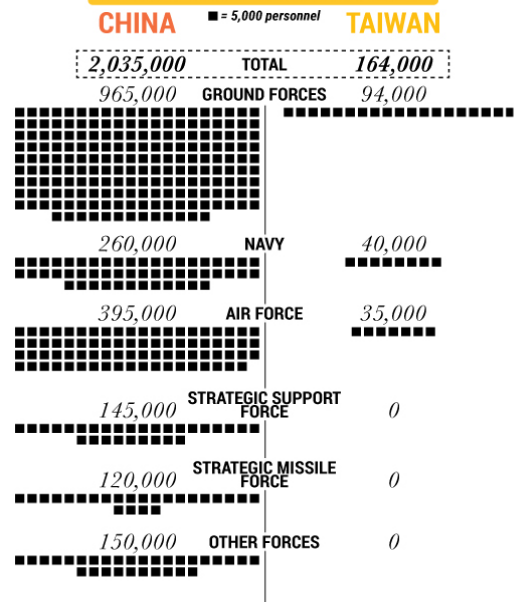 CHINA ■ = 5,000 personnel TAIWAN
2,035,000 TOTAL 164,000
965,000 GROUND FORCES 94,000
260,000 NAVY 40,000
395,000 AIR FORCE 35,000
STRATEGIC SUPPORT
145,000 FORCE 0
STRATEGIC MISSILE
120,000 FORCE 0
150,000 OTHER FORCES 0